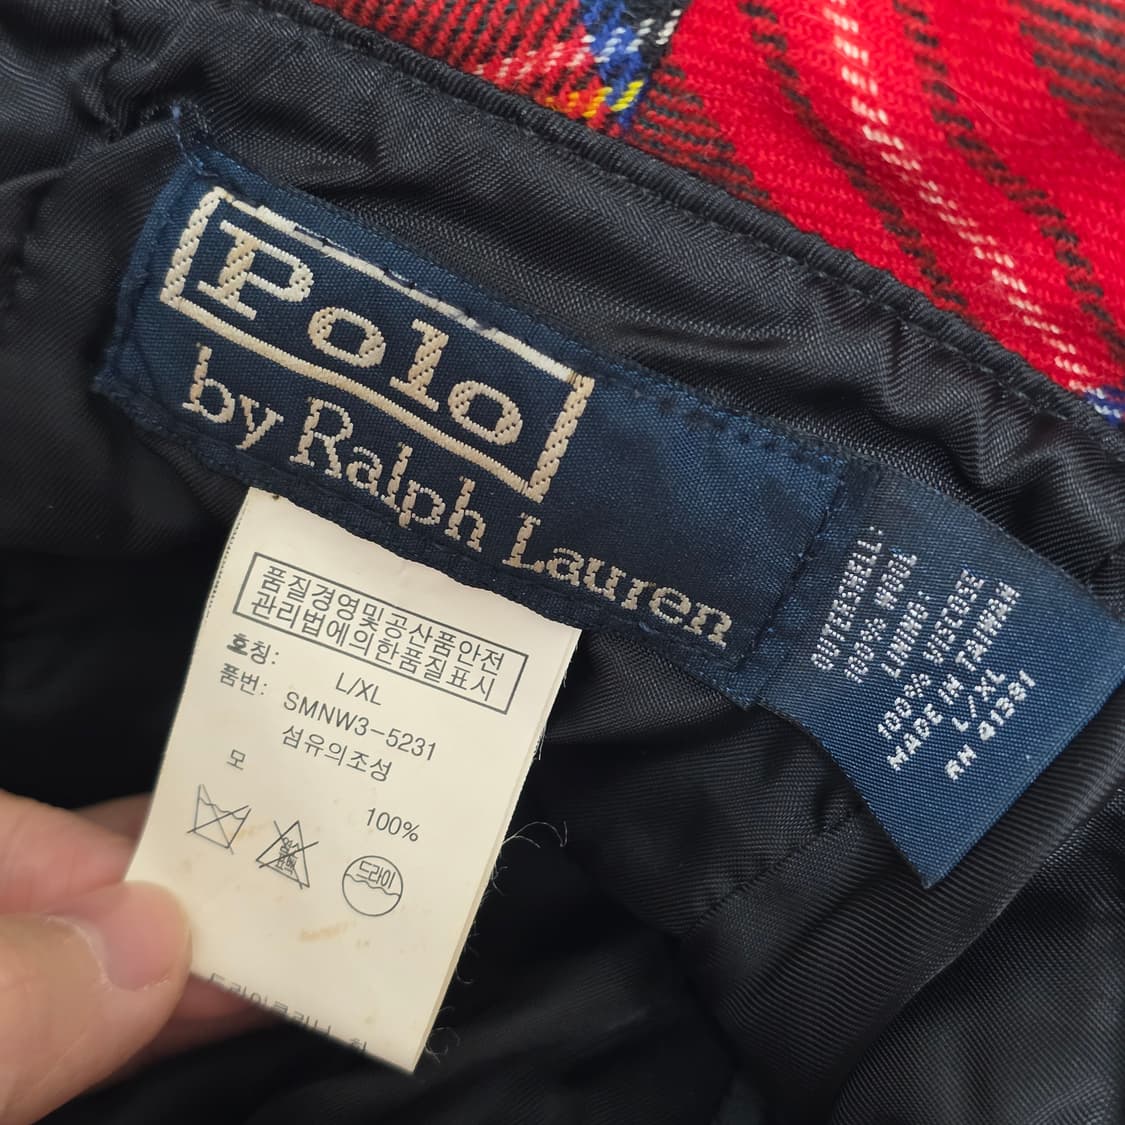 Polo
by Ralph Lauren
OUTERSHELL:
100% WOOL
LINING:
100% VISCOSE
MADE IN TAIWAN
L/XL
품질경영및공산품안전
관리법에의한품질표시
호칭:
L/XL
품번:
SMNW3-5231
섬유의조성
모
100%
드라이